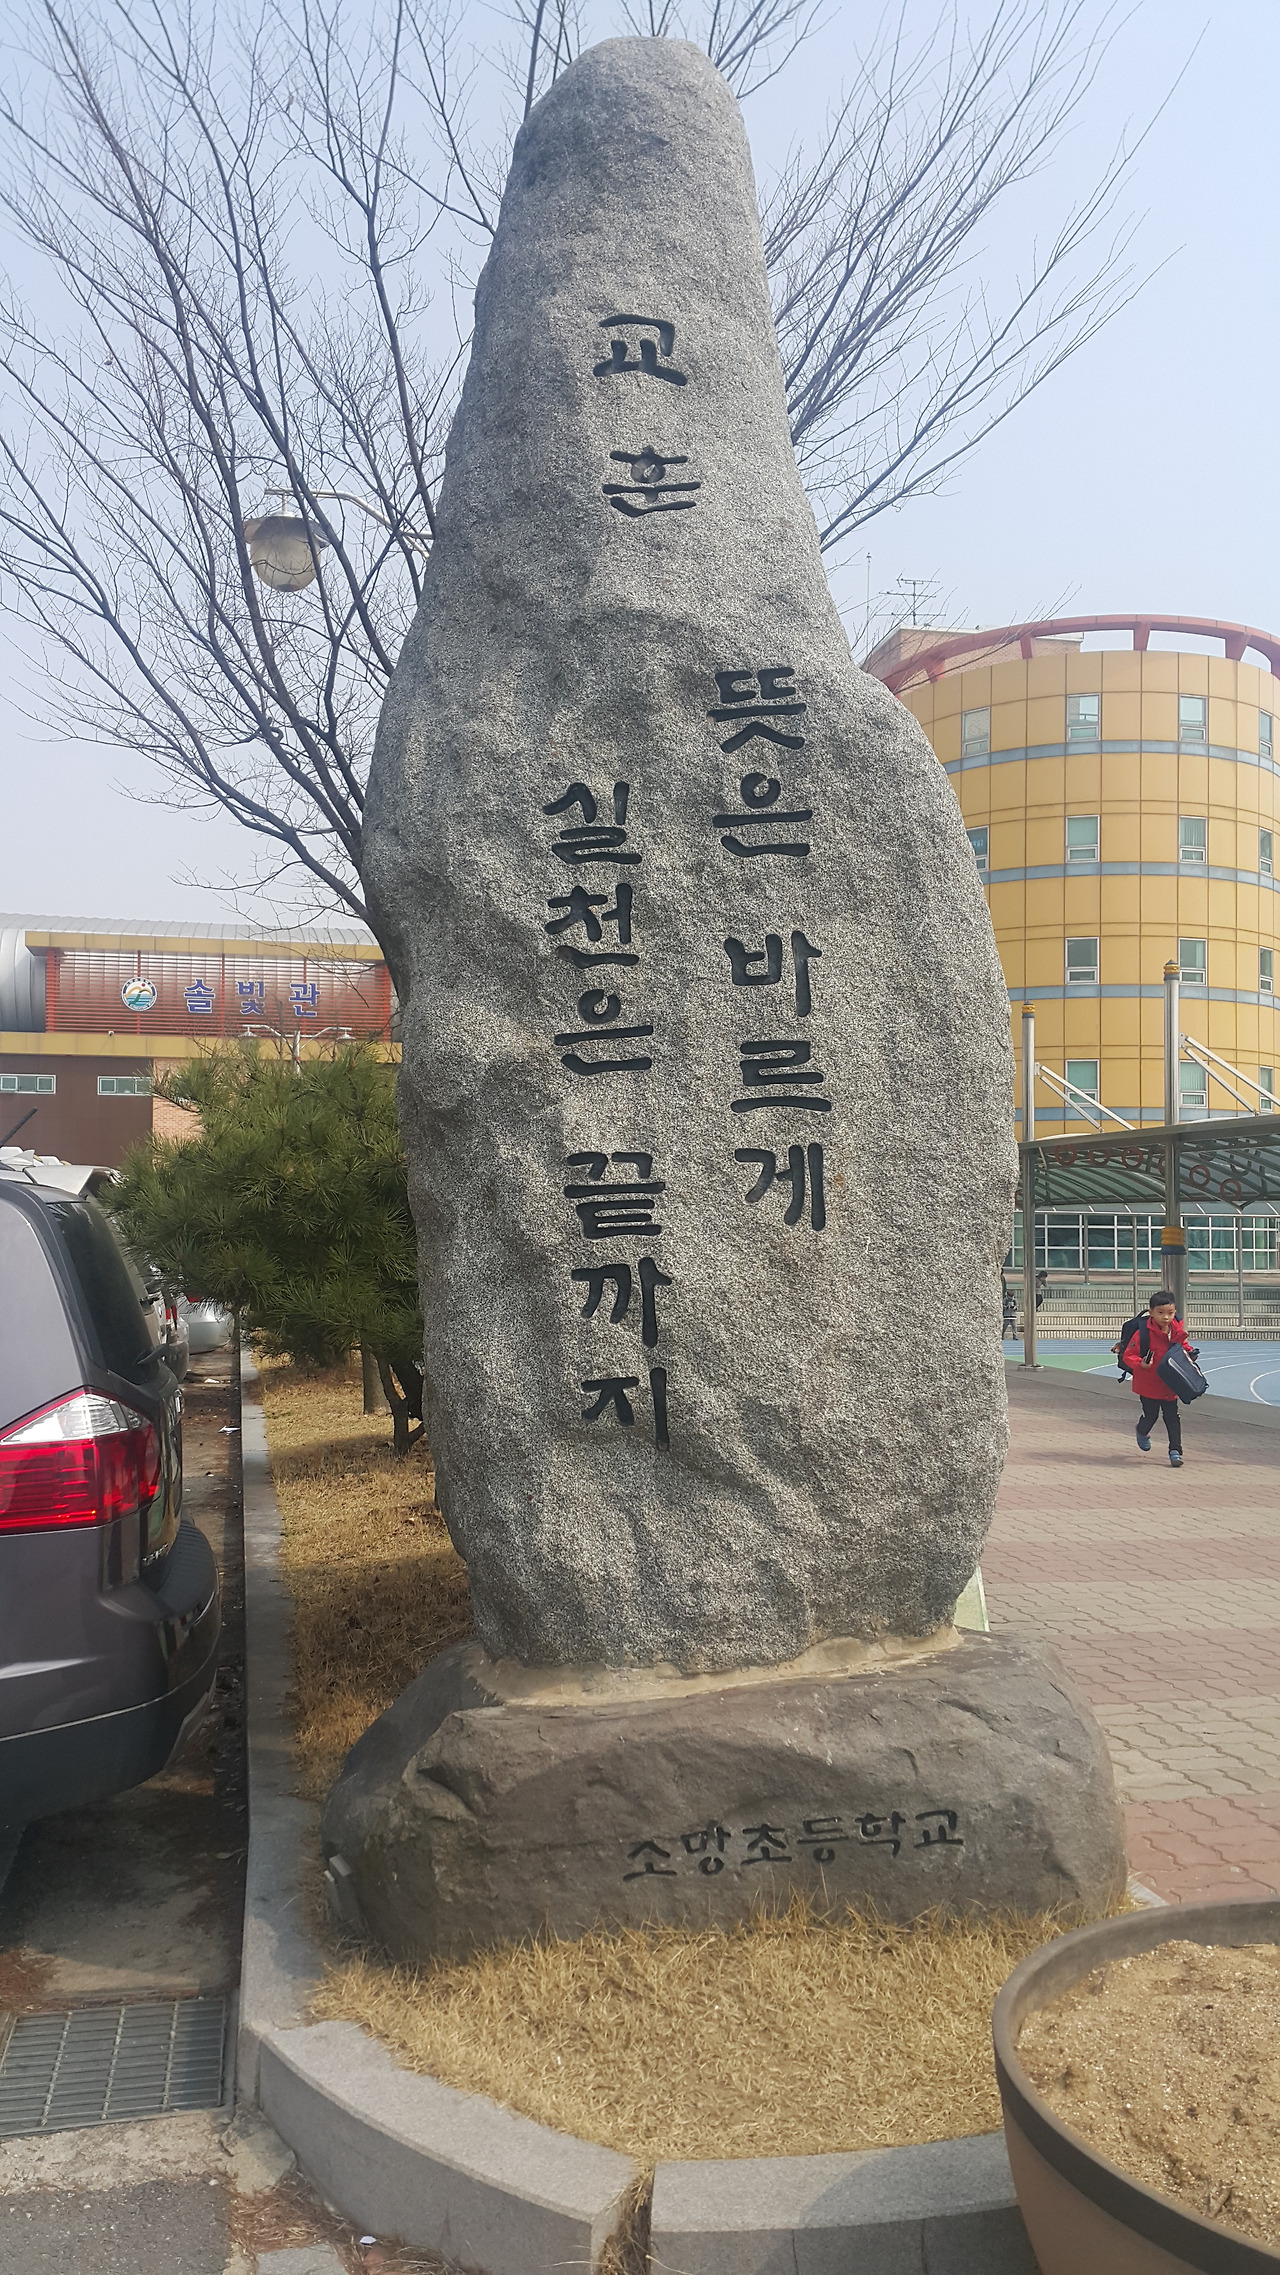 교훈
뜻은 바르게
실천은 끝까지
소망초등학교
솔빛관